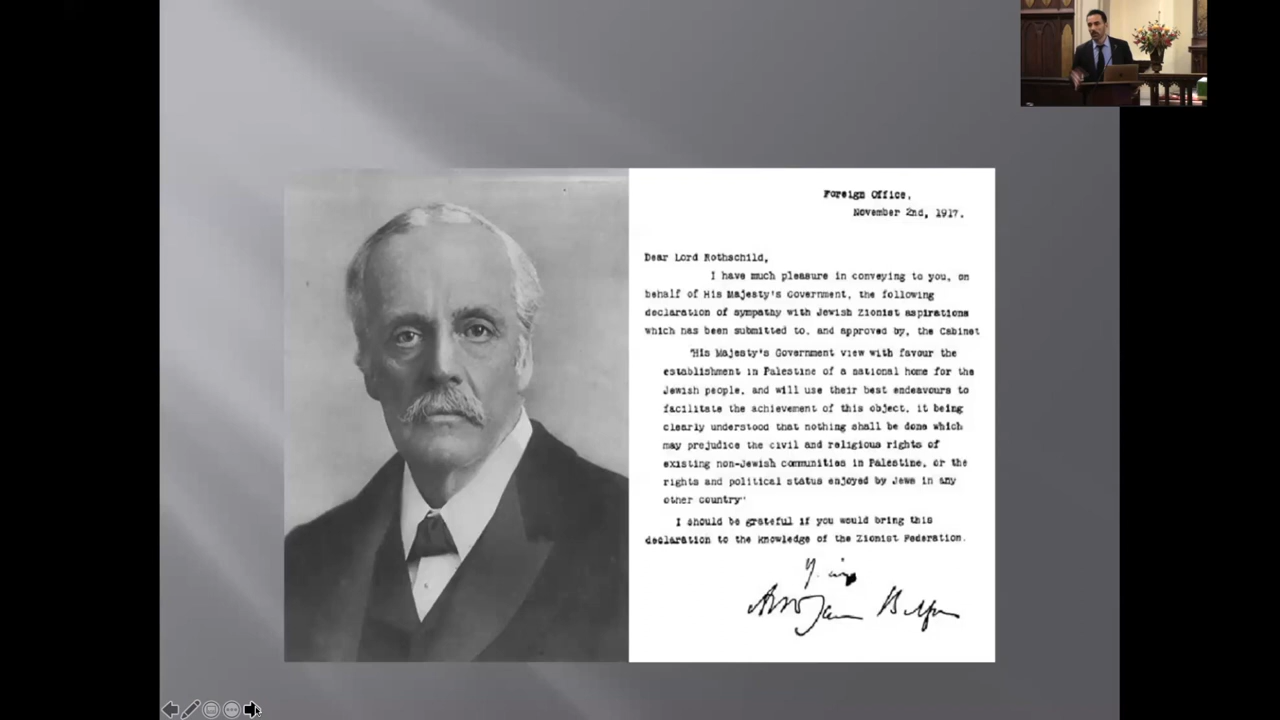 Foreign Office,
November 2nd, 1917.
Dear Lord Rothschild,
I have much pleasure in conveying to you, on
behalf of His Majesty's Government, the following
declaration of sympathy with Jewish Zionist aspirations
which has been submitted to, and approved by, the Cabinet
'His Majesty's Government view with favour the
establishment in Palestine of a national home for the
Jewish people, and will use their best endeavours to
facilitate the achievement of this object, it being
clearly understood that nothing shall be done which
may prejudice the civil and religious rights of
existing non-Jewish communities in Palestine, or the
rights and political status enjoyed by Jews in any
other country'
I should be grateful if you would bring this
declaration to the knowledge of the Zionist Federation.